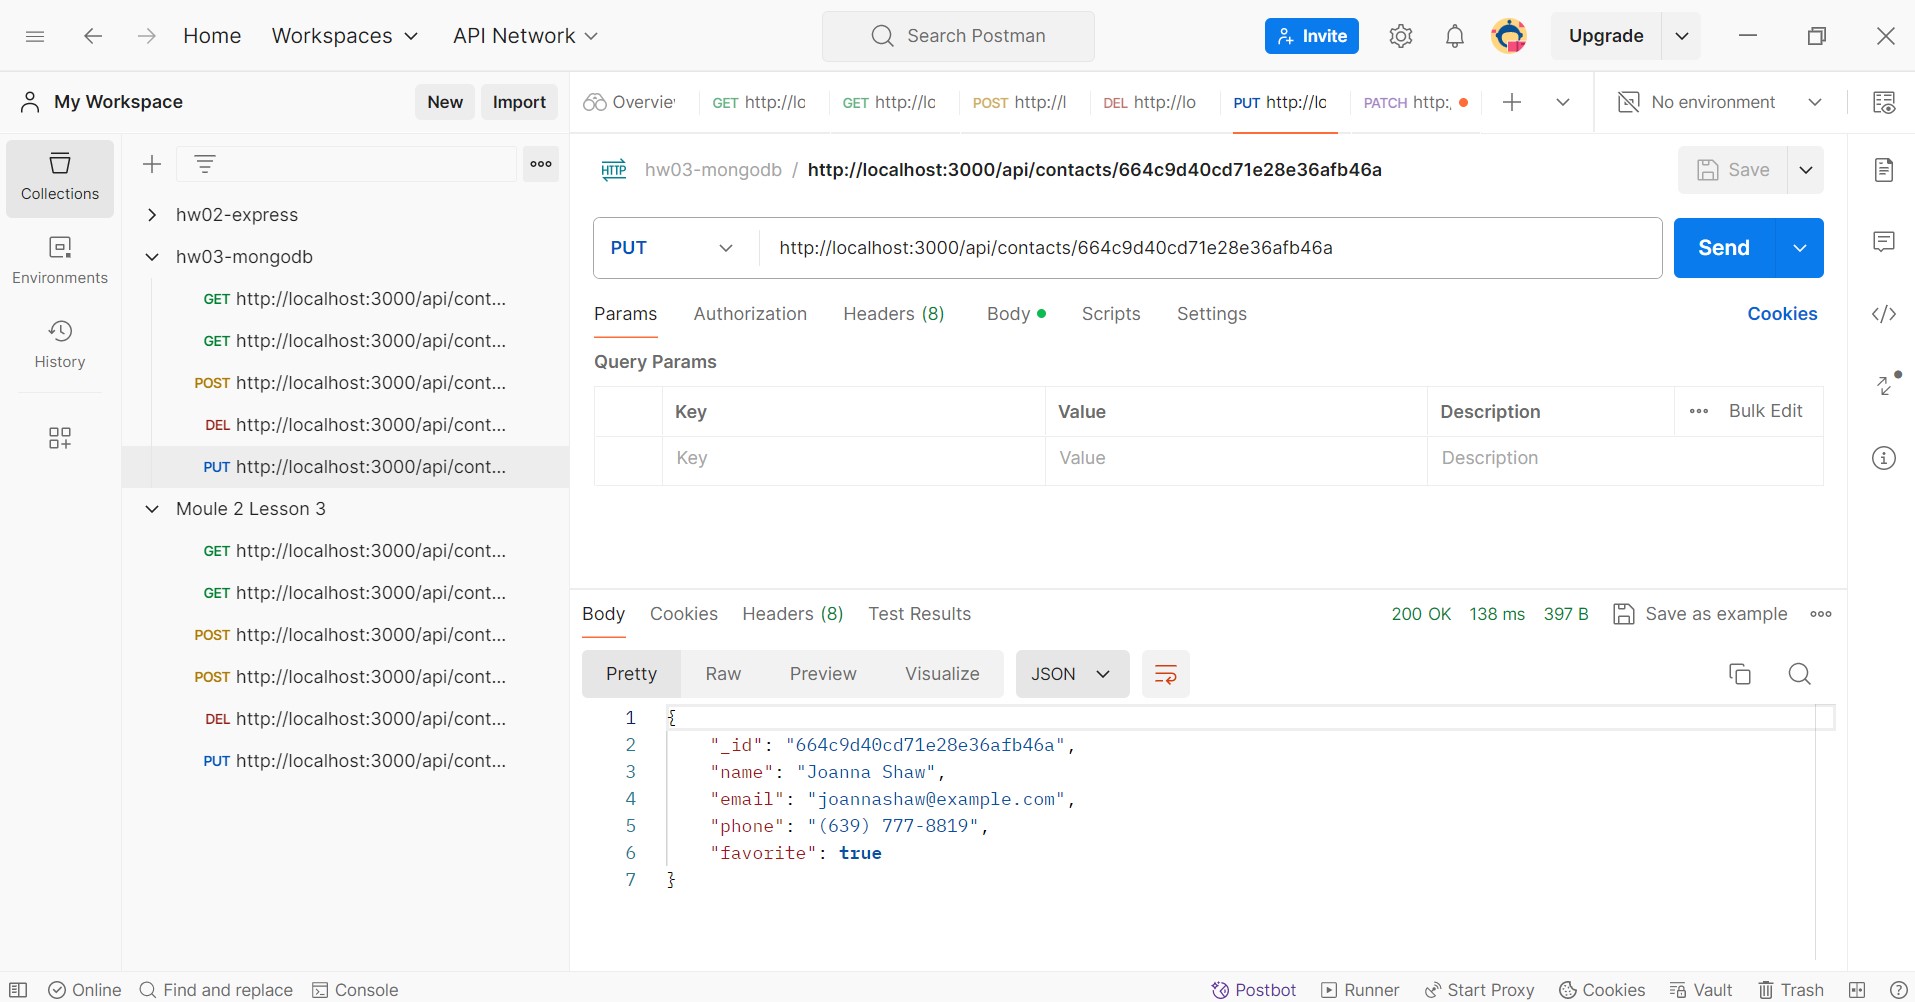 Home Workspaces API Network Search Postman Invite Upgrade
My Workspace New Import
Overvie GET http://lo GET http://lo POST http://l DEL http://lo PUT http://lo PATCH http:, No environment
Collections
Environments
History
hw02-express
hw03-mongodb
GET http://localhost:3000/api/cont...
GET http://localhost:3000/api/cont...
POST http://localhost:3000/api/cont...
DEL http://localhost:3000/api/cont...
PUT http://localhost:3000/api/cont...
Moule 2 Lesson 3
GET http://localhost:3000/api/cont...
GET http://localhost:3000/api/cont...
POST http://localhost:3000/api/cont...
POST http://localhost:3000/api/cont...
DEL http://localhost:3000/api/cont...
PUT http://localhost:3000/api/cont...
HTTP hw03-mongodb / http://localhost:3000/api/contacts/664c9d40cd71e28e36afb46a Save
PUT http://localhost:3000/api/contacts/664c9d40cd71e28e36afb46a Send
Params Authorization Headers (8) Body Scripts Settings Cookies
Query Params
Key Value Description Bulk Edit
Key Value Description
Body Cookies Headers (8) Test Results 200 OK 138 ms 397 B Save as example
Pretty Raw Preview Visualize JSON
1 {
2 "_id": "664c9d40cd71e28e36afb46a",
3 "name": "Joanna Shaw",
4 "email": "joannashaw@example.com",
5 "phone": "(639) 777-8819",
6 "favorite": true
7 }
Online Find and replace Console Postbot Runner Start Proxy Cookies Vault Trash